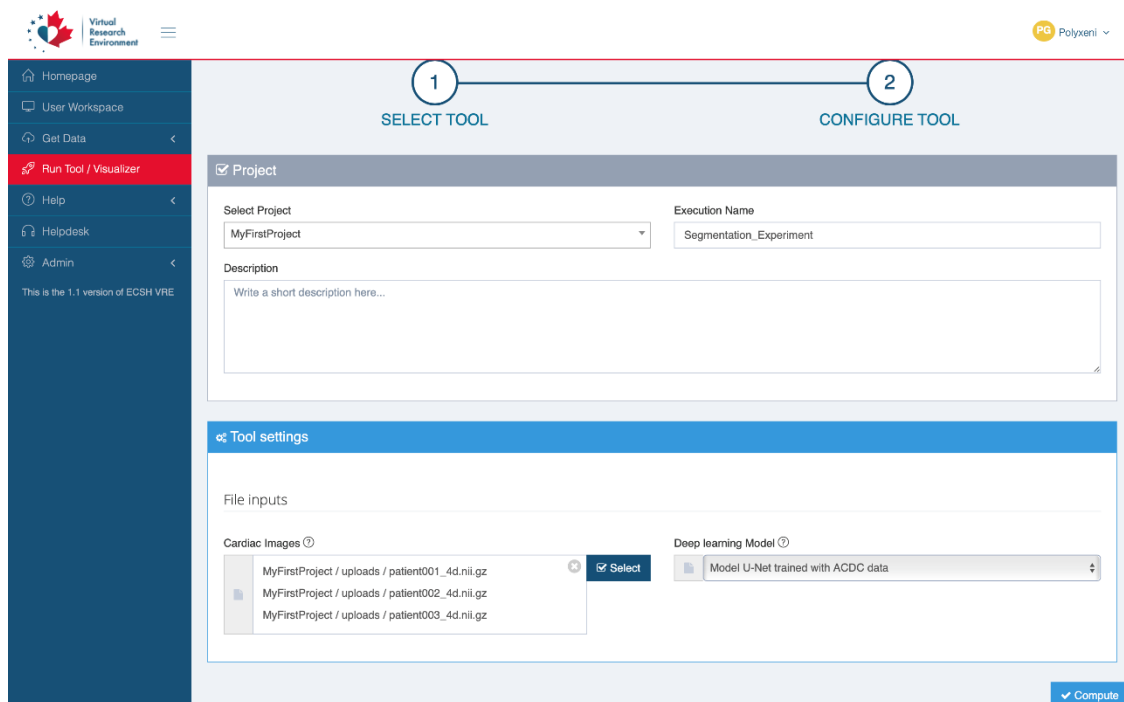 Virtual
Research
Environment
PG Polyxeni
Homepage
User Workspace
Get Data
Run Tool / Visualizer
Help
Helpdesk
Admin
This is the 1.1 version of ECSH VRE
1
2
SELECT TOOL
CONFIGURE TOOL
Project
Select Project
Execution Name
MyFirstProject
Segmentation_Experiment
Description
Write a short description here...
Tool settings
File inputs
Cardiac Images
Deep learning Model
MyFirstProject / uploads / patient001_4d.nii.gz
MyFirstProject / uploads / patient002_4d.nii.gz
MyFirstProject / uploads / patient003_4d.nii.gz
Select
Model U-Net trained with ACDC data
Compute